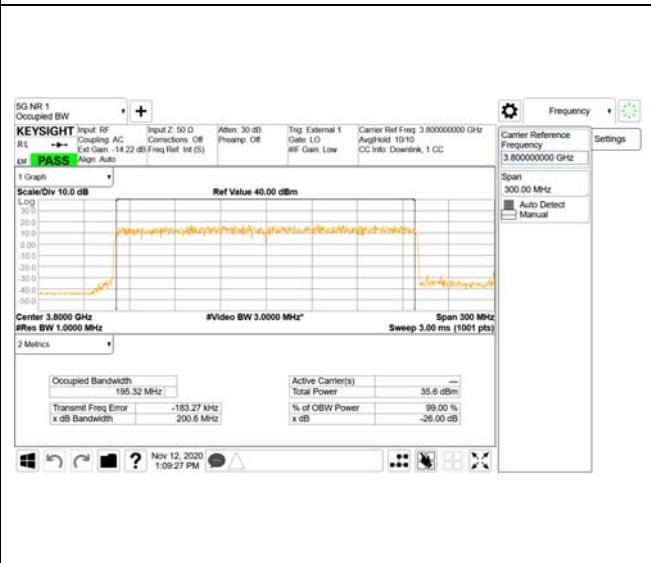 5G NR 1
Occupied BW
+
Frequency
KEYSIGHT
RL
PASS
Input: RF
Coupling: AC
Ext Gain: -14.22 dB
Align: Auto
Input Z: 50 Ω
Corrections: Off
Freq Ref: Int (S)
Atten: 30 dB
Preamp: Off
Trig: External 1
Gate: LO
#IF Gain: Low
Carrier Ref Freq: 3.800000000 GHz
Avg|Hold: 10/10
CC Info: Downlink, 1 CC
Carrier Reference
Frequency
3.800000000 GHz
Settings
Span
300.00 MHz
Auto Detect
Manual
1 Graph
Scale/Div 10.0 dB
Ref Value 40.00 dBm
Log
30.0
20.0
10.0
0.00
-10.0
-20.0
-30.0
-40.0
-50.0
Center 3.8000 GHz
#Video BW 3.0000 MHz*
Span 300 MHz
#Res BW 1.0000 MHz
Sweep 3.00 ms (1001 pts)
2 Metrics
Occupied Bandwidth
195.32 MHz
Active Carrier(s)
---
Total Power
35.6 dBm
Transmit Freq Error
-183.27 kHz
x dB Bandwidth
200.6 MHz
% of OBW Power
99.00 %
x dB
-26.00 dB
?
Nov 12, 2020
1:09:27 PM